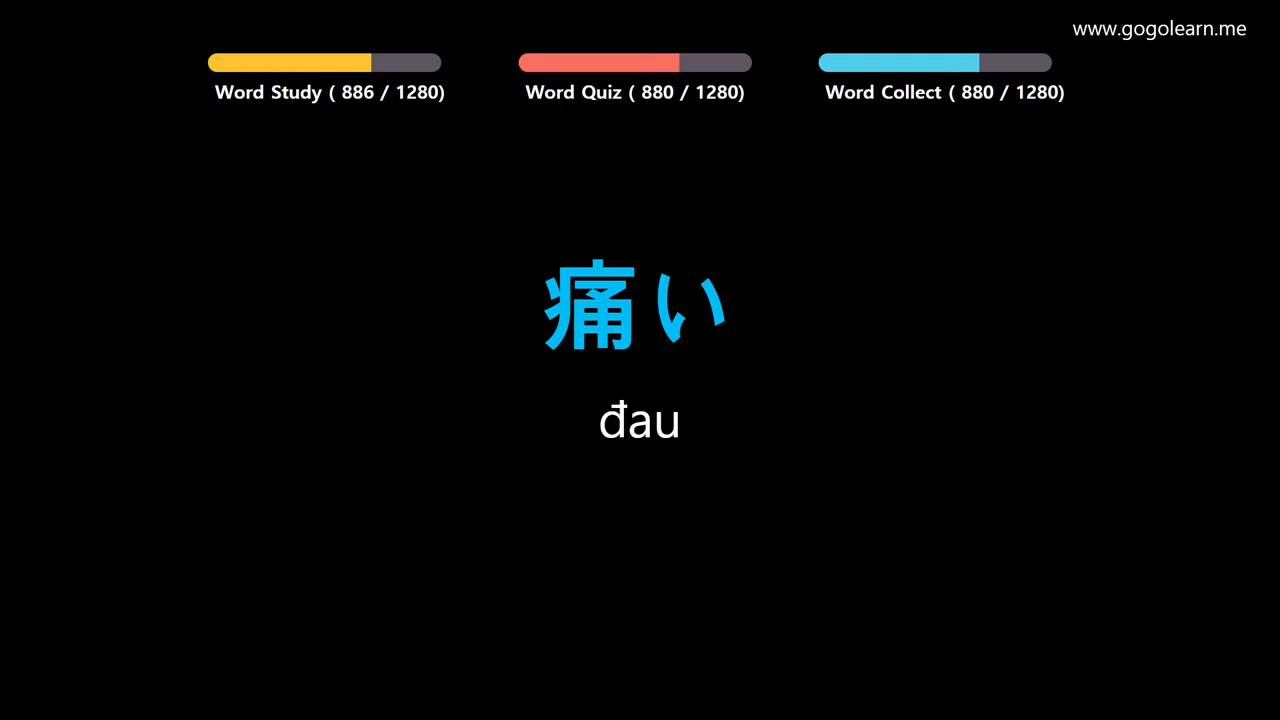 www.gogolearn.me
Word Study ( 886 / 1280)
Word Quiz ( 880 / 1280)
Word Collect ( 880 / 1280)
痛い
đau